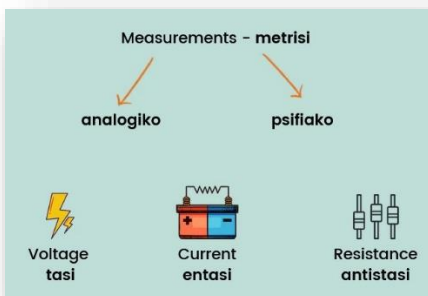 Measurements - metrisi
analogiko psifiako
Voltage Current Resistance
tasi entasi antistasi